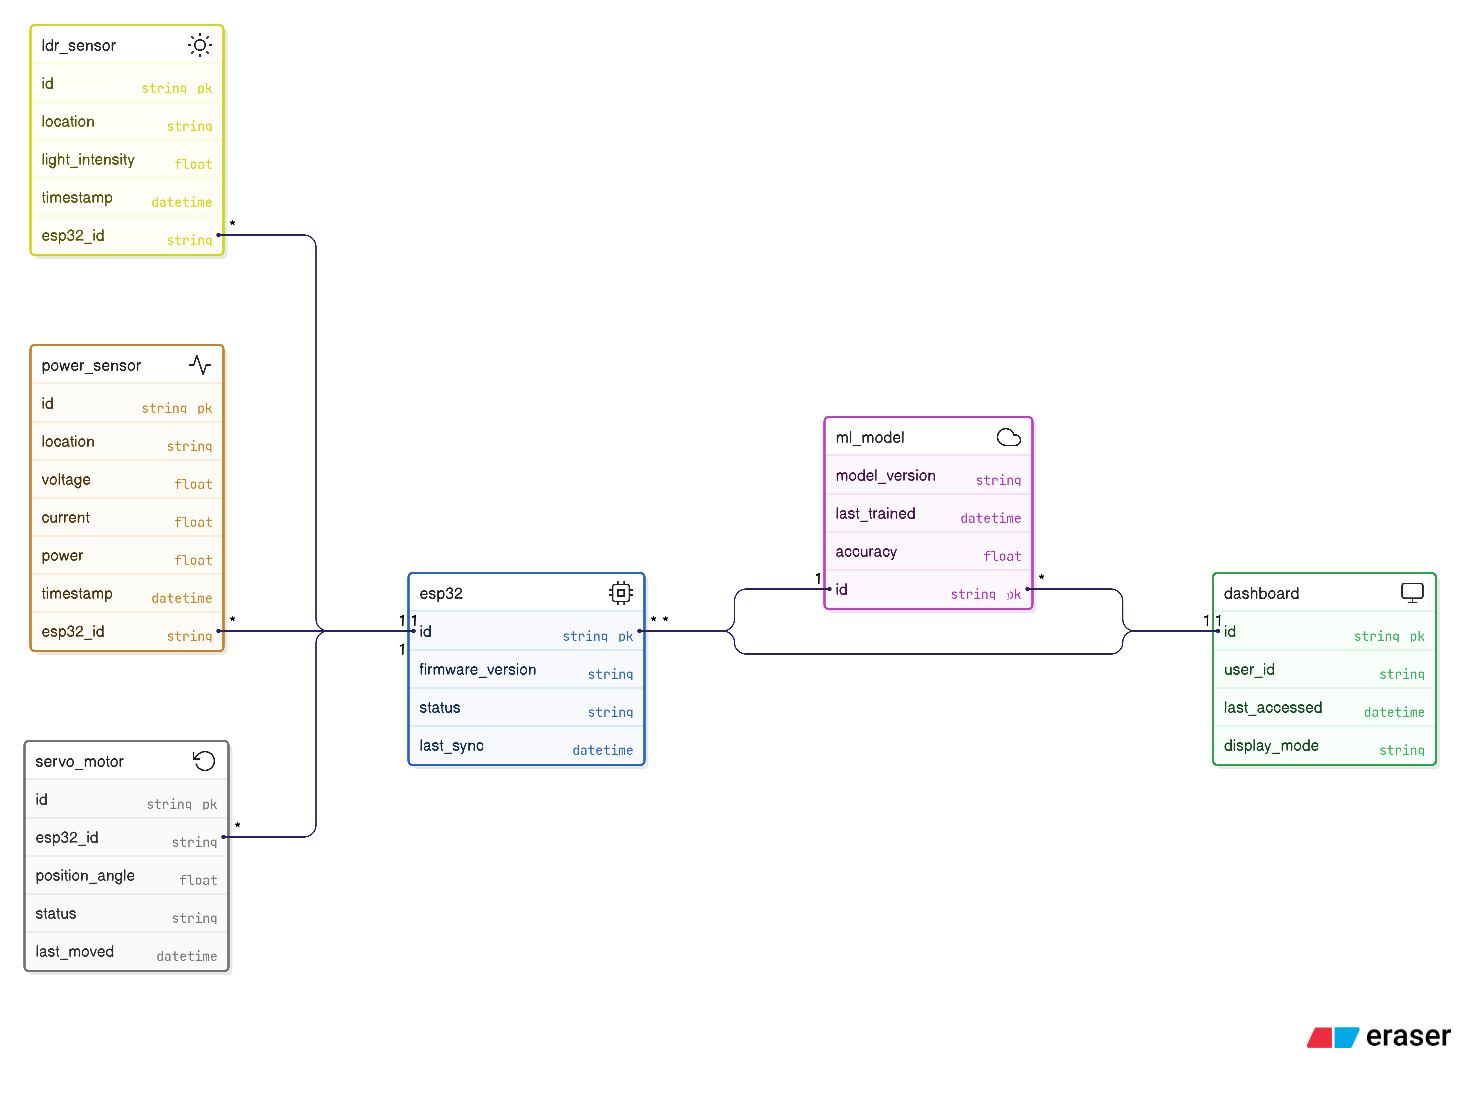 ldr_sensor
id string pk
location string
light_intensity float
timestamp datetime
esp32_id string
*
power_sensor
id string pk
location string
voltage float
current float
power float
timestamp datetime
esp32_id string
*
servo_motor
id string pk
esp32_id string
*
position_angle float
status string
last_moved datetime
esp32
1 1
id string pk
* *
1
firmware_version string
status string
last_sync datetime
ml_model
model_version string
last_trained datetime
accuracy float
1
id string pk
*
dashboard
1 1
id string pk
user_id string
last_accessed datetime
display_mode string
eraser